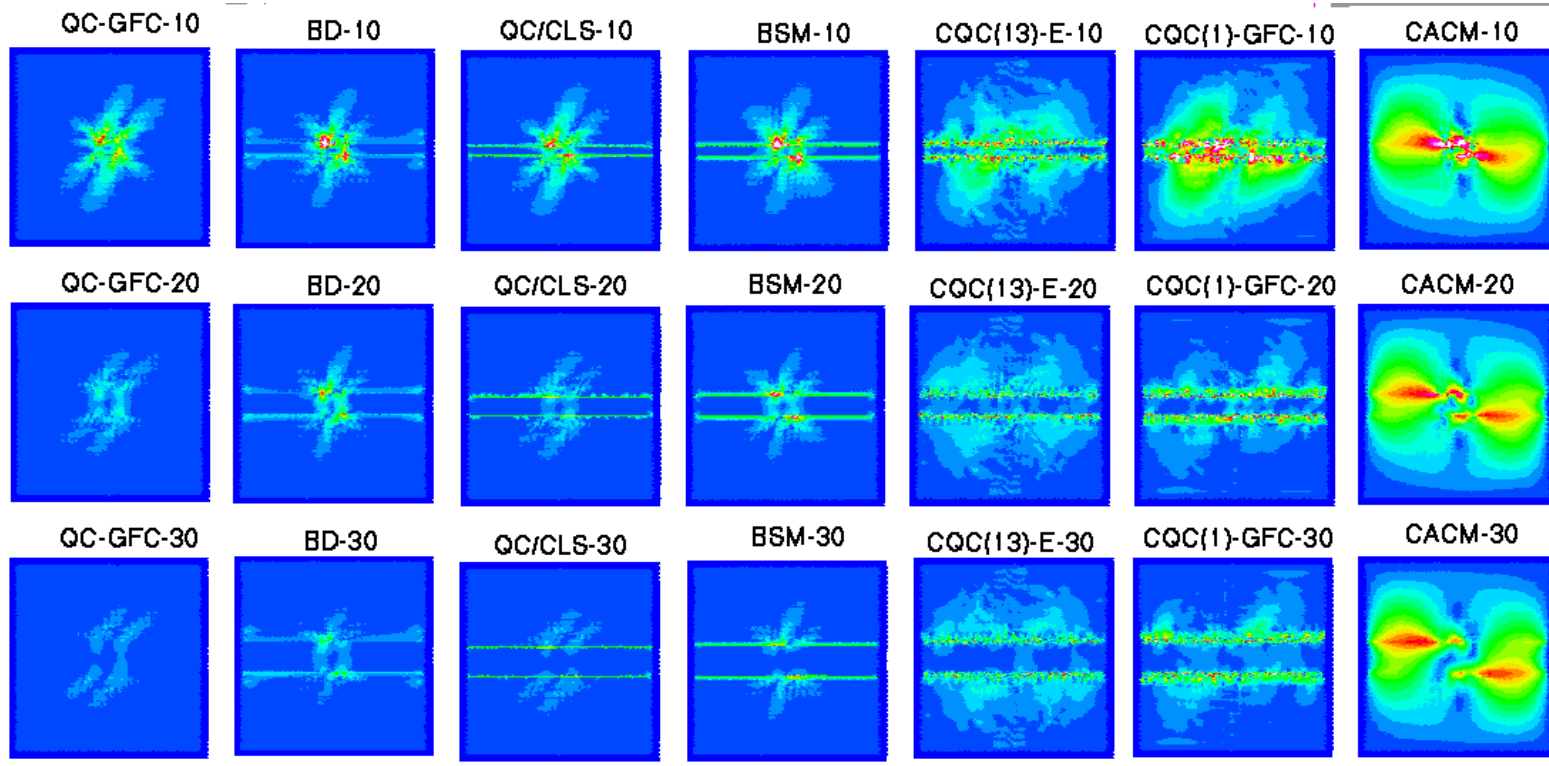 QC-GFC-10 BD-10 QC/CLS-10 BSM-10 CQC(13)-E-10 CQC(1)-GFC-10 CACM-10
QC-GFC-20 BD-20 QC/CLS-20 BSM-20 CQC(13)-E-20 CQC(1)-GFC-20 CACM-20
QC-GFC-30 BD-30 QC/CLS-30 BSM-30 CQC(13)-E-30 CQC(1)-GFC-30 CACM-30